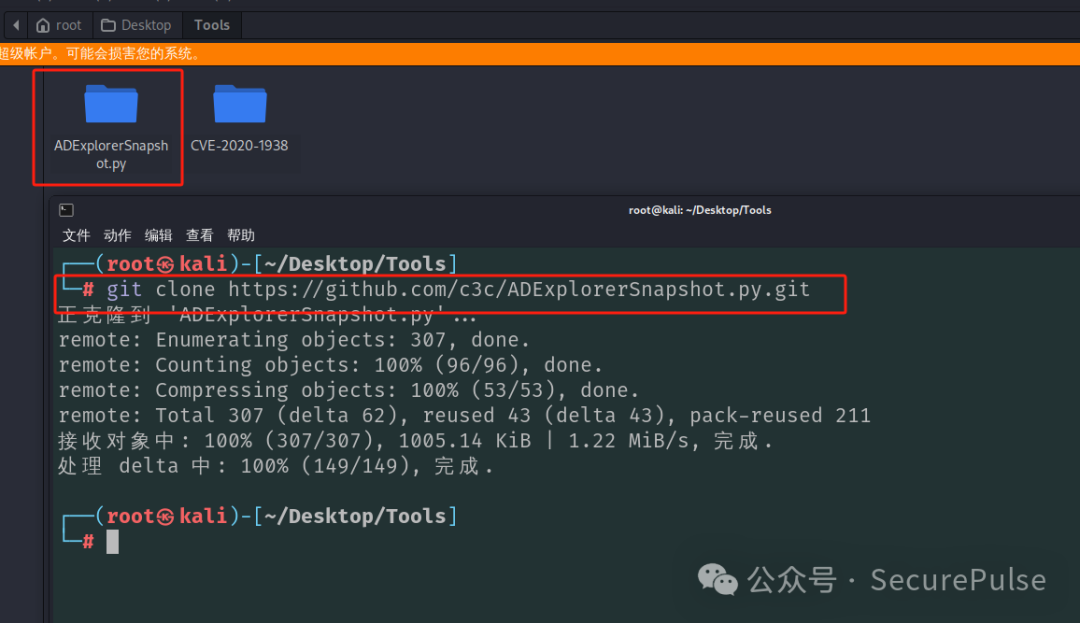 root Desktop Tools
超级帐户。可能会损害您的系统。
ADExplorerSnapsh
ot.py
CVE-2020-1938
root@kali: ~/Desktop/Tools
文件 动作 编辑 查看 帮助
┌──(root㉿kali)-[~/Desktop/Tools]
└─# git clone https://github.com/c3c/ADExplorerSnapshot.py.git
正克隆到 'ADExplorerSnapshot.py'...
remote: Enumerating objects: 307, done.
remote: Counting objects: 100% (96/96), done.
remote: Compressing objects: 100% (53/53), done.
remote: Total 307 (delta 62), reused 43 (delta 43), pack-reused 211
接收对象中: 100% (307/307), 1005.14 KiB | 1.22 MiB/s, 完成.
处理 delta 中: 100% (149/149), 完成.
┌──(root㉿kali)-[~/Desktop/Tools]
└─#
公众号 · SecurePulse